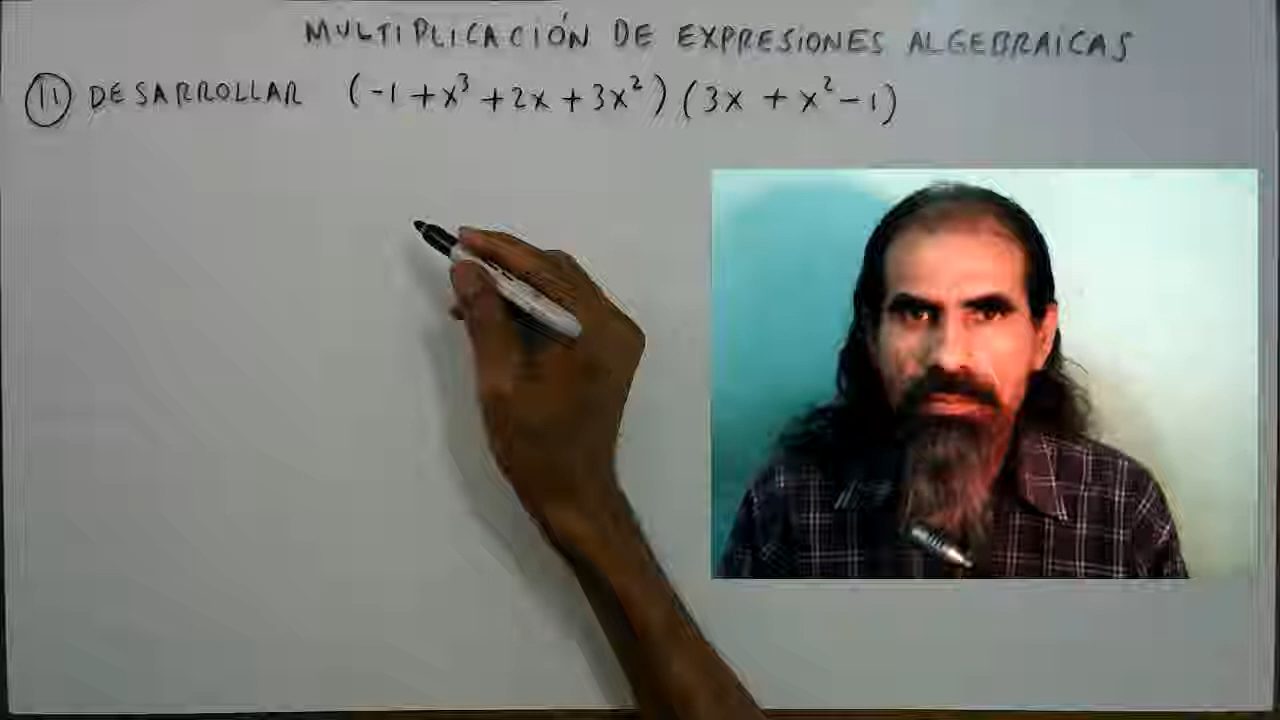 MULTIPLICACIÓN DE EXPRESIONES ALGEBRAICAS
11 DESARROLLAR (-1 + x³ + 2x + 3x²) (3x + x² - 1)